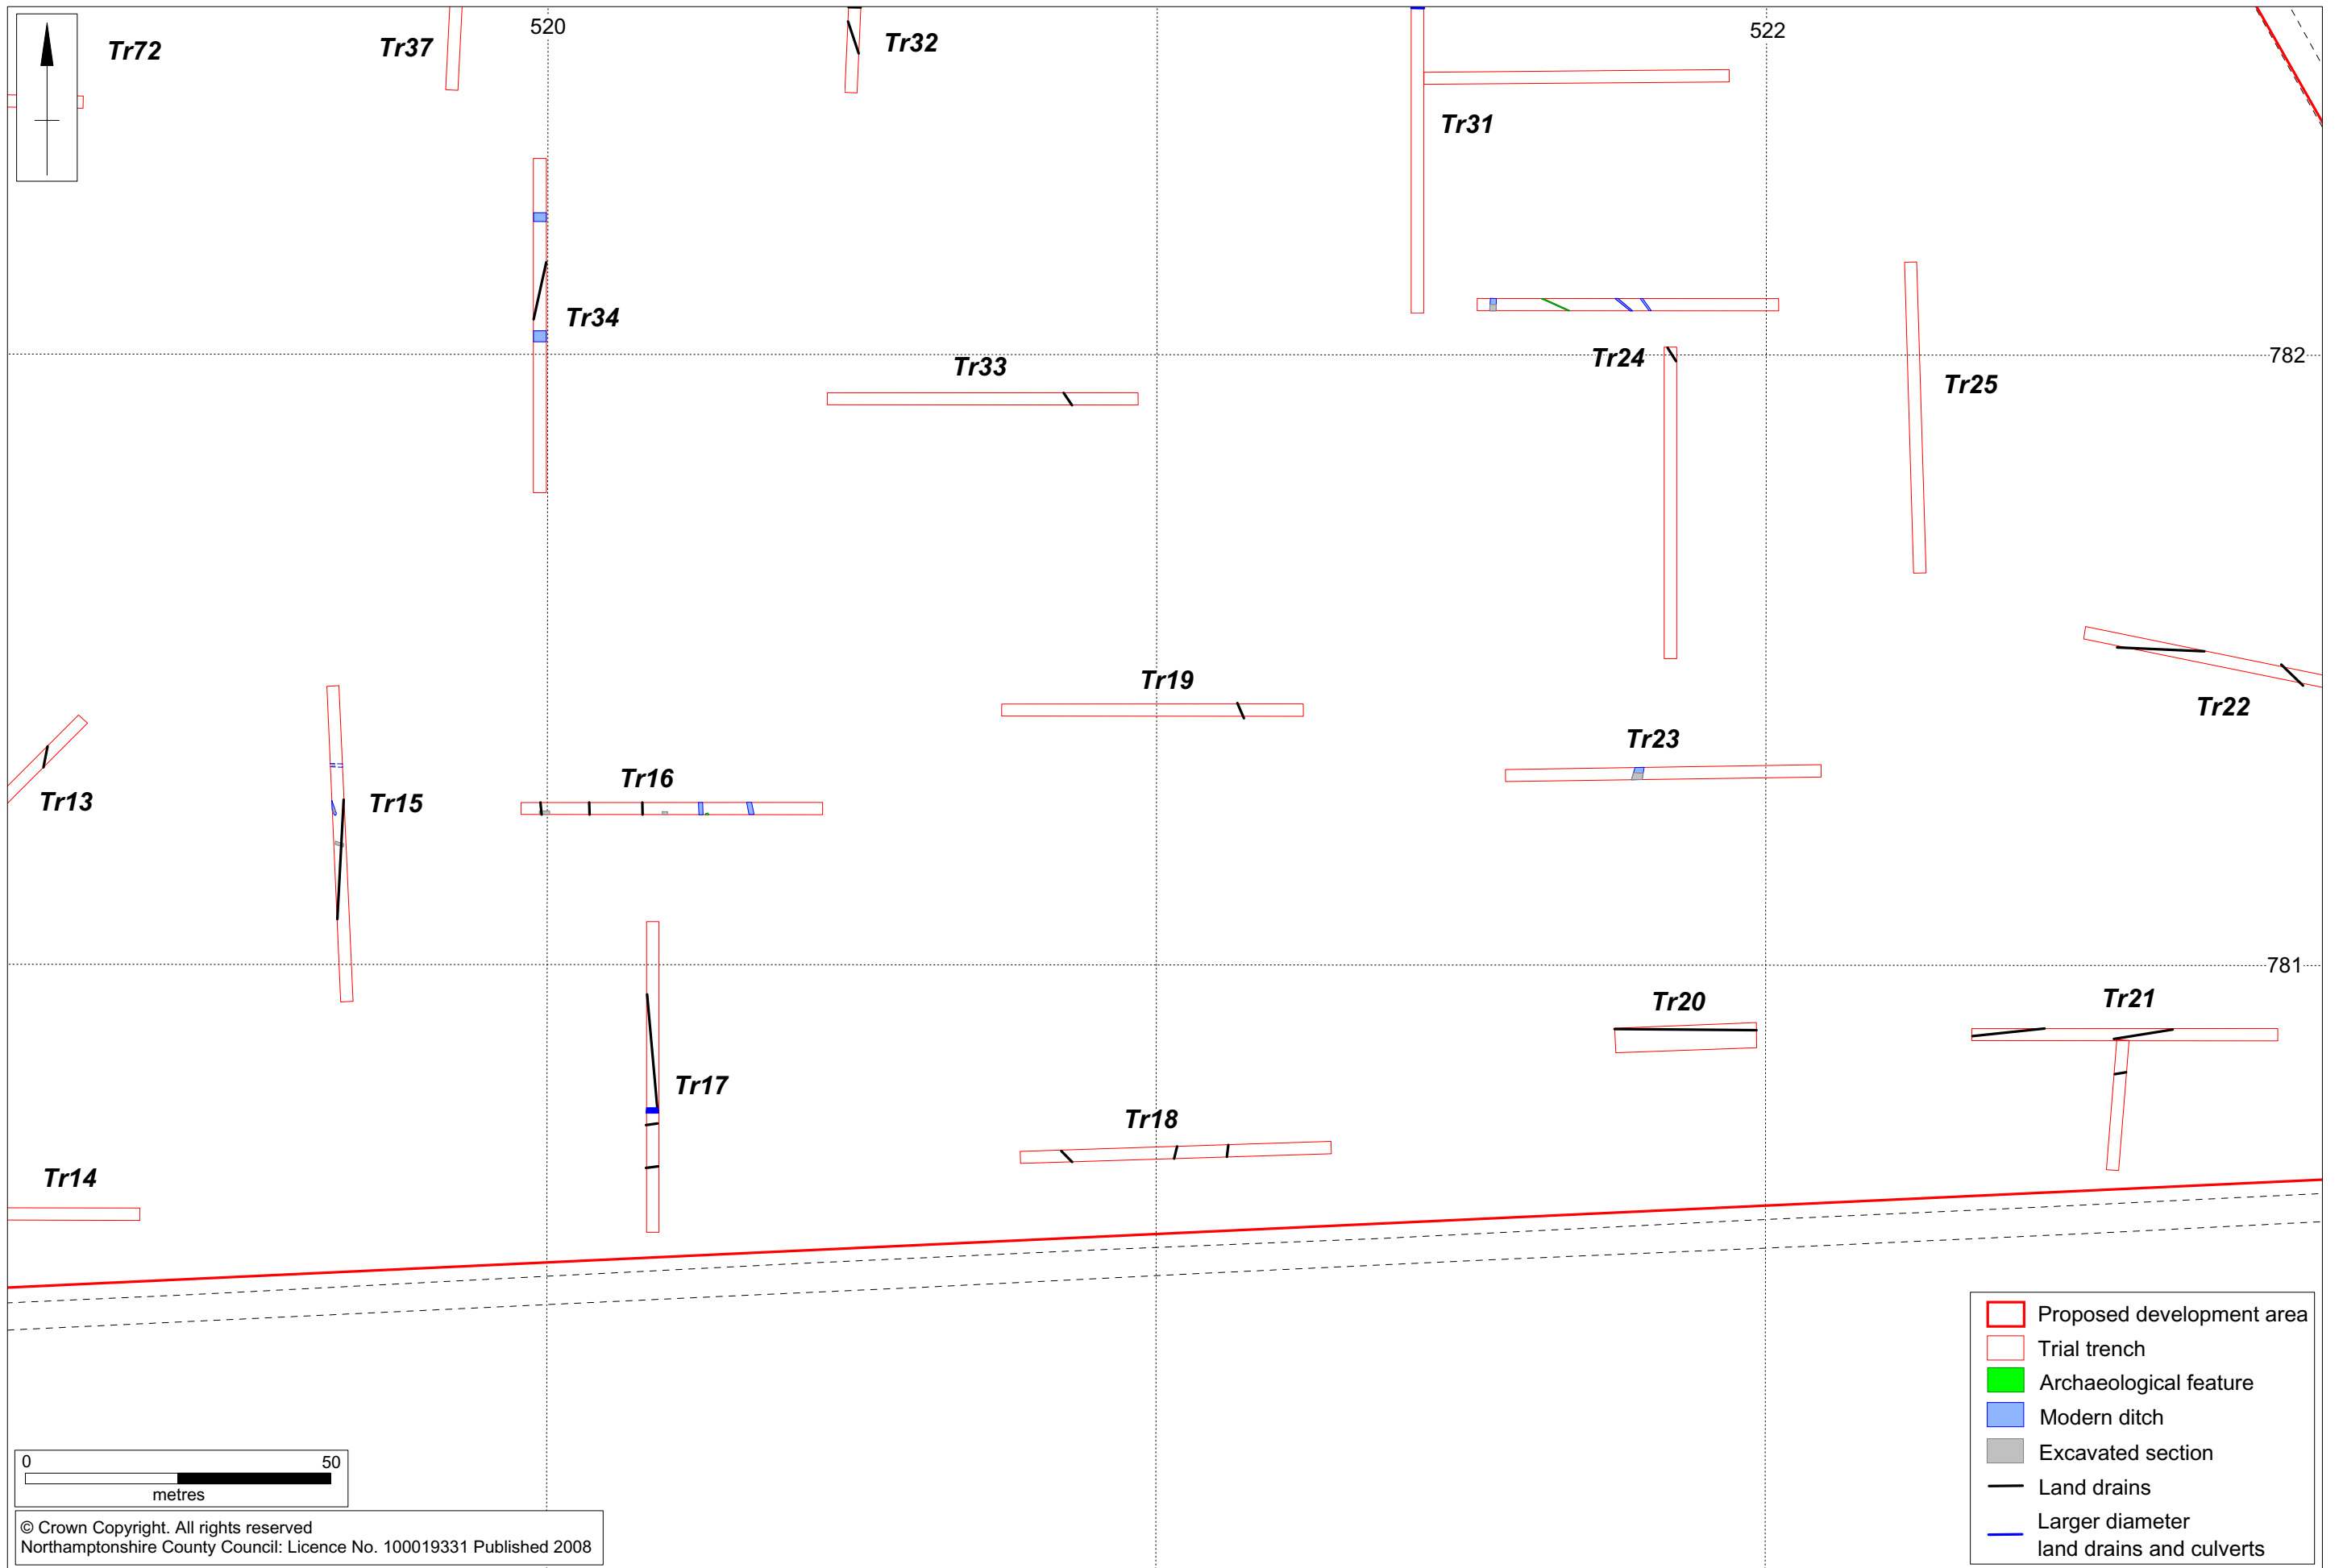 520
522
Tr72
Tr37
Tr32
Tr31
Tr34
Tr24
782
Tr33
Tr25
Tr19
Tr22
Tr23
Tr16
Tr13
Tr15
781
Tr20
Tr21
Tr17
Tr18
Tr14
Proposed development area
Trial trench
Archaeological feature
Modern ditch
Excavated section
Land drains
Larger diameter
land drains and culverts
0 50
metres
© Crown Copyright. All rights reserved
Northamptonshire County Council: Licence No. 100019331 Published 2008